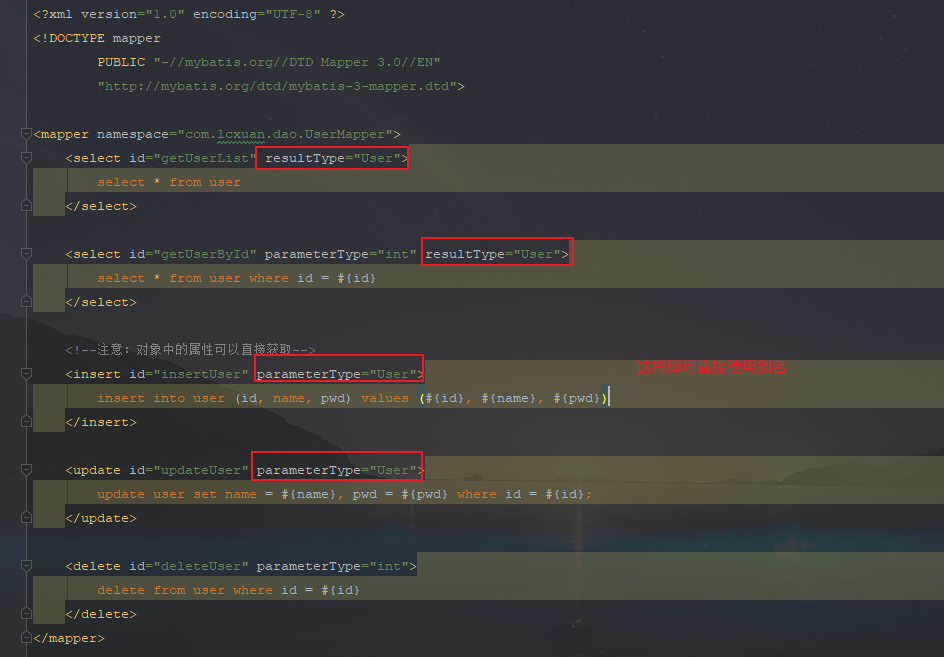 <?xml version="1.0" encoding="UTF-8" ?>
<!DOCTYPE mapper
PUBLIC "-//mybatis.org//DTD Mapper 3.0//EN"
"http://mybatis.org/dtd/mybatis-3-mapper.dtd">
<mapper namespace="com.lcxuan.dao.UserMapper">
<select id="getUserList" resultType="User">
select * from user
</select>
<select id="getUserById" parameterType="int" resultType="User">
select * from user where id = #{id}
</select>
<!--注意：对象中的属性可以直接获取-->
<insert id="insertUser" parameterType="User">
这样即可直接使用别名
insert into user (id, name, pwd) values (#{id}, #{name}, #{pwd})
</insert>
<update id="updateUser" parameterType="User">
update user set name = #{name}, pwd = #{pwd} where id = #{id};
</update>
<delete id="deleteUser" parameterType="int">
delete from user where id = #{id}
</delete>
</mapper>